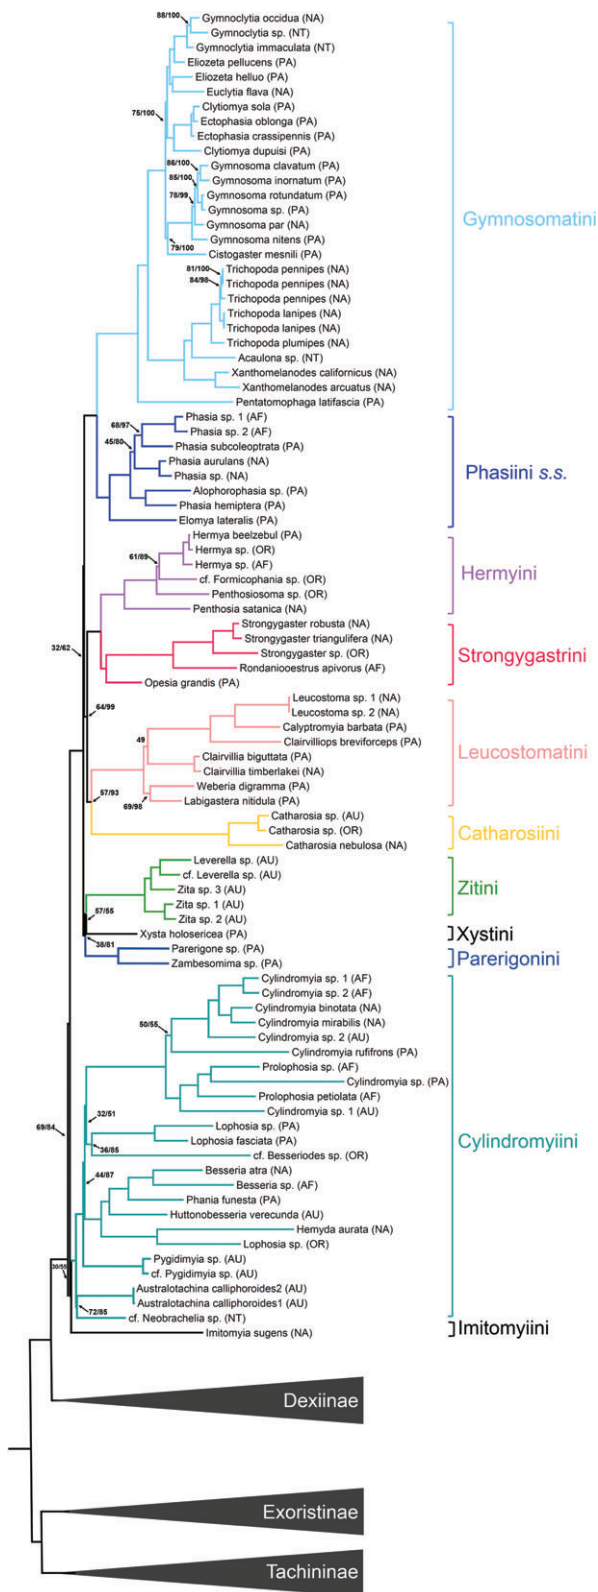 88/100
Gymnoclytia occidua (NA)
Gymnoclytia sp. (NT)
Gymnoclytia immaculata (NT)
Eliozeta pellucens (PA)
Eliozeta helluo (PA)
Euclytia flava (NA)
75/100
Clytiomya sola (PA)
Ectophasia oblonga (PA)
Ectophasia crassipennis (PA)
Clytiomya dupuisi (PA)
86/100
Gymnosoma clavatum (PA)
85/100
Gymnosoma inornatum (PA)
78/99
Gymnosoma rotundatum (PA)
Gymnosoma sp. (PA)
Gymnosoma par (NA)
Gymnosoma nitens (PA)
79/100
Cistogaster mesnili (PA)
Gymnosomatini
81/100
Trichopoda pennipes (NA)
84/98
Trichopoda pennipes (NA)
Trichopoda pennipes (NA)
Trichopoda lanipes (NA)
Trichopoda lanipes (NA)
Trichopoda plumipes (NA)
Acaulona sp. (NT)
Xanthomelanodes californicus (NA)
Xanthomelanodes arcuatus (NA)
Pentatomophaga latifascia (PA)
Phasia sp. 1 (AF)
68/97
Phasia sp. 2 (AF)
45/80
Phasia subcoleoptrata (PA)
Phasia aurulans (NA)
Phasia sp. (NA)
Alophorophasia sp. (PA)
Phasia hemiptera (PA)
Elomya lateralis (PA)
Phasiini s.s.
Hermya beelzebul (PA)
Hermya sp. (OR)
61/89
Hermya sp. (AF)
cf. Formicophania sp. (OR)
Penthosiosoma sp. (OR)
Penthosia satanica (NA)
Hermyini
Strongygaster robusta (NA)
Strongygaster triangulifera (NA)
32/62
Strongygaster sp. (OR)
Rondaniooestrus apivorus (AF)
Opesia grandis (PA)
Strongygastrini
64/99
Leucostoma sp. 1 (NA)
Leucostoma sp. 2 (NA)
Calyptromyia barbata (PA)
49
Clairvilliops breviforceps (PA)
Clairvillia biguttata (PA)
Clairvillia timberlakei (NA)
57/93
69/98
Weberia digramma (PA)
Labigastera nitidula (PA)
Leucostomatini
Catharosia sp. (AU)
Catharosia sp. (OR)
Catharosia nebulosa (NA)
Catharosiini
Leverella sp. (AU)
cf. Leverella sp. (AU)
Zita sp. 3 (AU)
Zita sp. 1 (AU)
57/55
Zita sp. 2 (AU)
Zitini
Xysta holosericea (PA)
Xystini
38/81
Parerigone sp. (PA)
Zambesomima sp. (PA)
Parerigonini
Cylindromyia sp. 1 (AF)
Cylindromyia sp. 2 (AF)
Cylindromyia binotata (NA)
50/55
Cylindromyia mirabilis (NA)
Cylindromyia sp. 2 (AU)
Cylindromyia rufifrons (PA)
Prolophosia sp. (AF)
Cylindromyia sp. (PA)
Prolophosia petiolata (AF)
Cylindromyia sp. 1 (AU)
32/51
Lophosia sp. (PA)
69/84
Lophosia fasciata (PA)
36/85
cf. Besseriodes sp. (OR)
44/87
Besseria atra (NA)
Besseria sp. (AF)
Phania funesta (PA)
Huttonobesseria verecunda (AU)
Hemyda aurata (NA)
Lophosia sp. (OR)
30/55
Pygidimyia sp. (AU)
cf. Pygidimyia sp. (AU)
Australotachina calliphoroides2 (AU)
Australotachina calliphoroides1 (AU)
72/85
cf. Neobrachelia sp. (NT)
Cylindromyiini
Imitomyia sugens (NA)
Imitomyiini
Dexiinae
Exoristinae
Tachininae